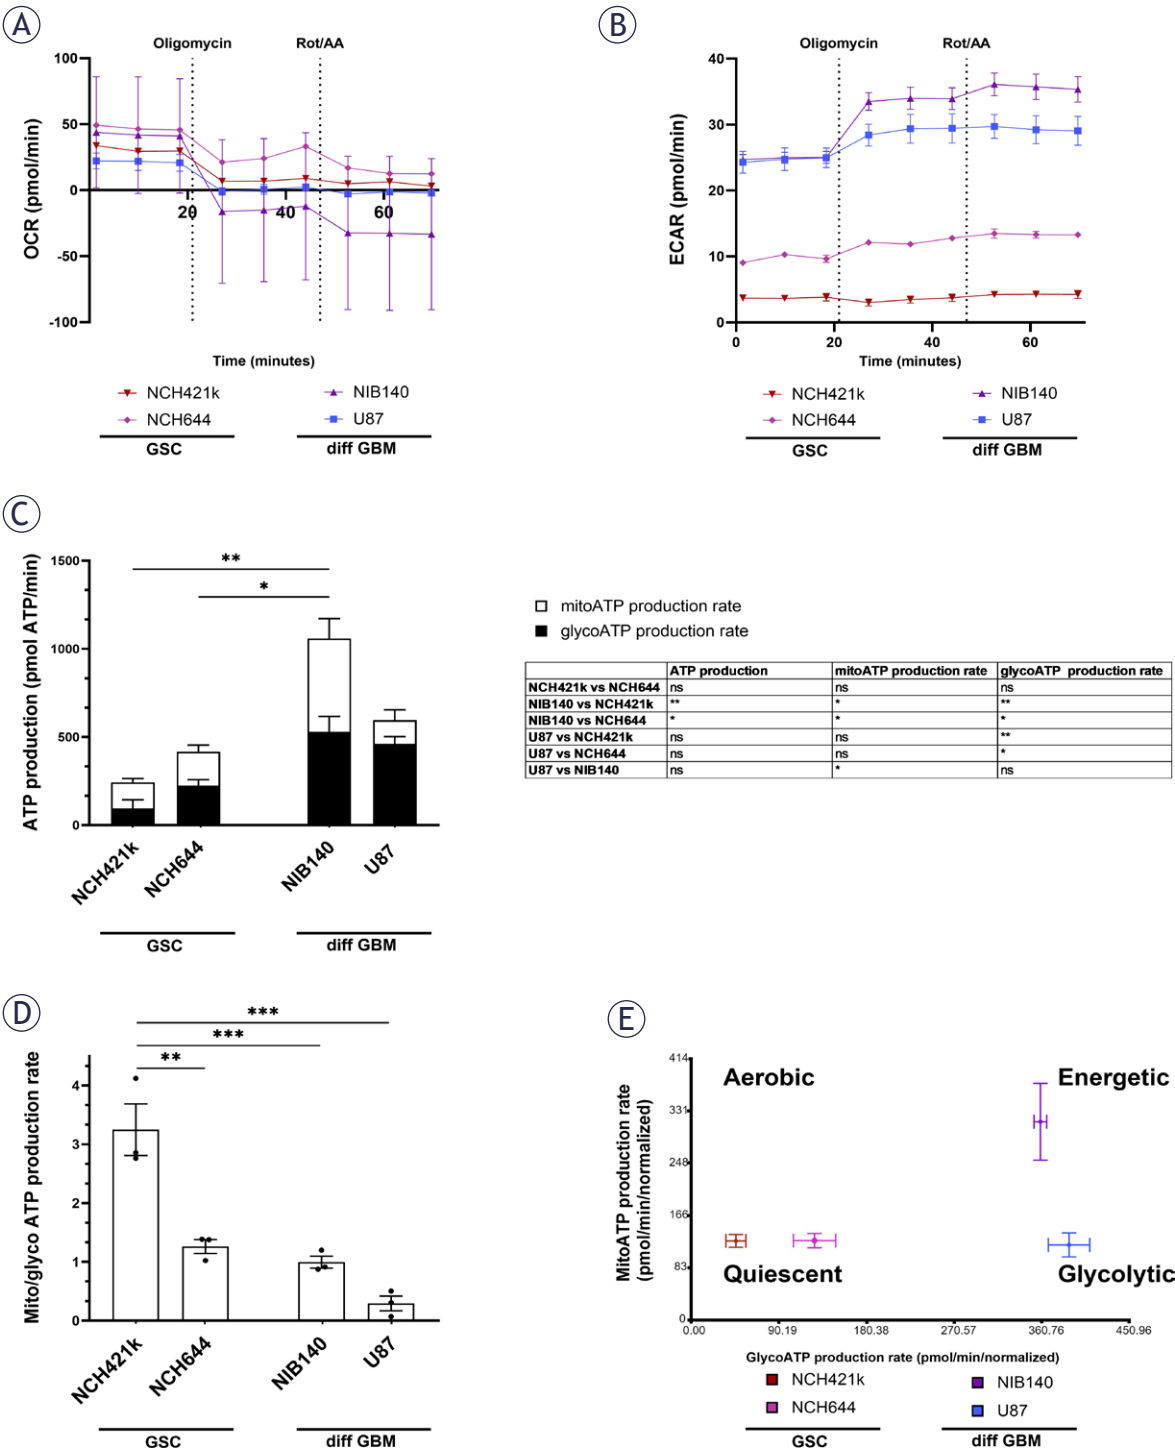 A
Oligomycin Rot/AA
OCR (pmol/min)
100
50
0
-50
-100
20 40 60
Time (minutes)
NCH421k NIB140
NCH644 U87
GSC diff GBM
B
Oligomycin Rot/AA
ECAR (pmol/min)
40
30
20
10
0
0 20 40 60
Time (minutes)
NCH421k NIB140
NCH644 U87
GSC diff GBM
C
ATP production (pmol ATP/min)
1500
1000
500
0
**
*
NCH421k NCH644 NIB140 U87
GSC diff GBM
mitoATP production rate
glycoATP production rate
ATP production mitoATP production rate glycoATP production rate
NCH421k vs NCH644 ns ns ns
NIB140 vs NCH421k ** * **
NIB140 vs NCH644 * * *
U87 vs NCH421k ns ns **
U87 vs NCH644 ns ns *
U87 vs NIB140 ns * ns
D
Mito/glyco ATP production rate
***
***
**
4
3
2
1
0
NCH421k NCH644 NIB140 U87
GSC diff GBM
E
MitoATP production rate
(pmol/min/normalized)
414
331
248
166
83
0
Aerobic Energetic
Quiescent Glycolytic
0.00 90.19 180.38 270.57 360.76 450.96
GlycoATP production rate (pmol/min/normalized)
NCH421k NIB140
NCH644 U87
GSC diff GBM